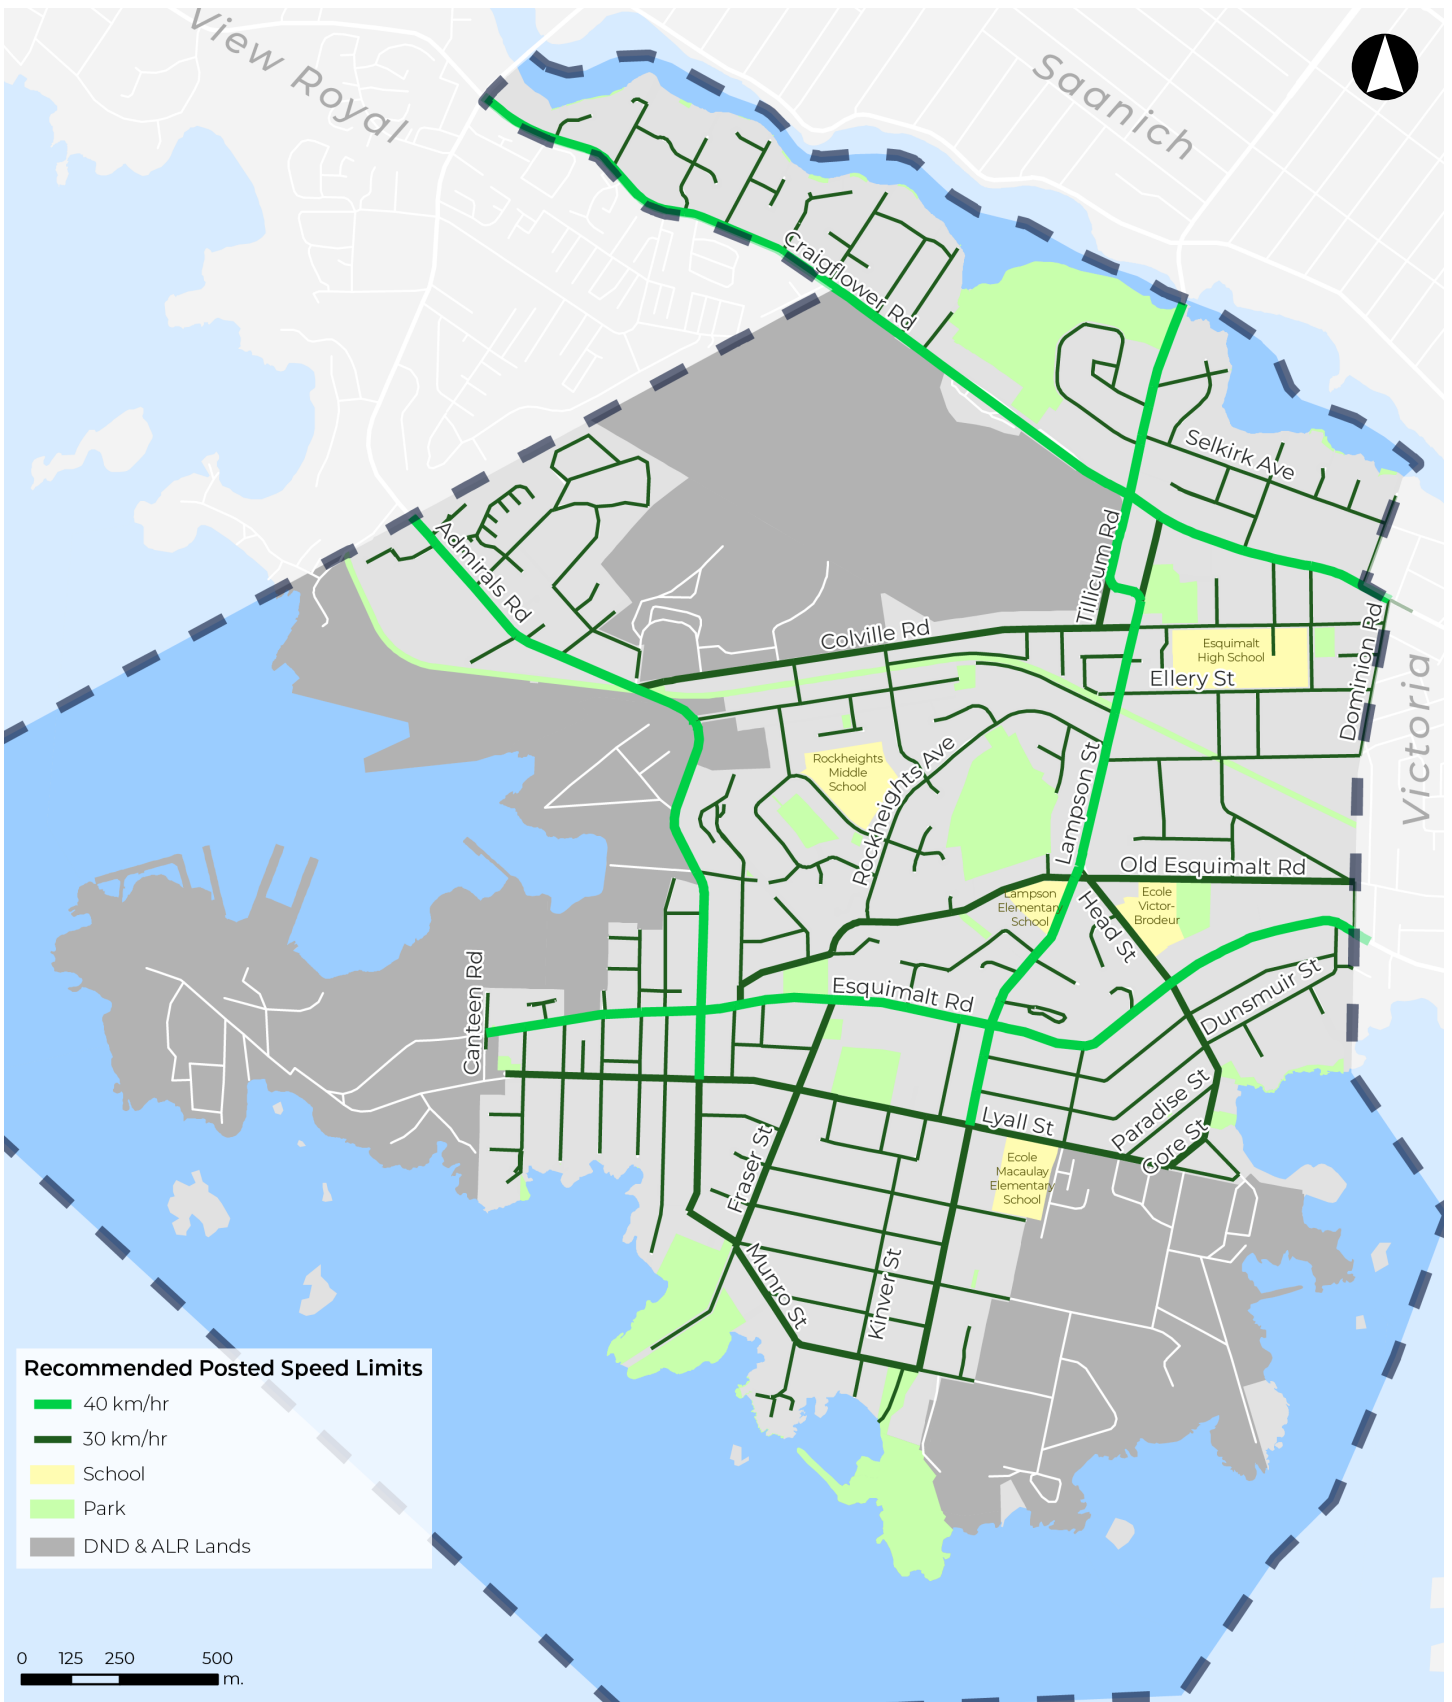 View Royal
Saanich
Craigflower Rd
Selkirk Ave
Admirals Rd
Tillicum Rd
Colville Rd
Esquimalt
High School
Ellery St
Dominion Rd
Victoria
Rockheights
Middle
School
Rockheights Ave
Lampson St
Old Esquimalt Rd
Lampson
Elementary
School
Ecole
Victor-
Brodeur
Head St
Canteen Rd
Esquimalt Rd
Dunsmuir St
Lyall St
Paradise St
Gore St
Fraser St
Ecole
Macaulay
Elementary
School
Munro St
Kinver St
Recommended Posted Speed Limits
40 km/hr
30 km/hr
School
Park
DND & ALR Lands
0 125 250 500
m.